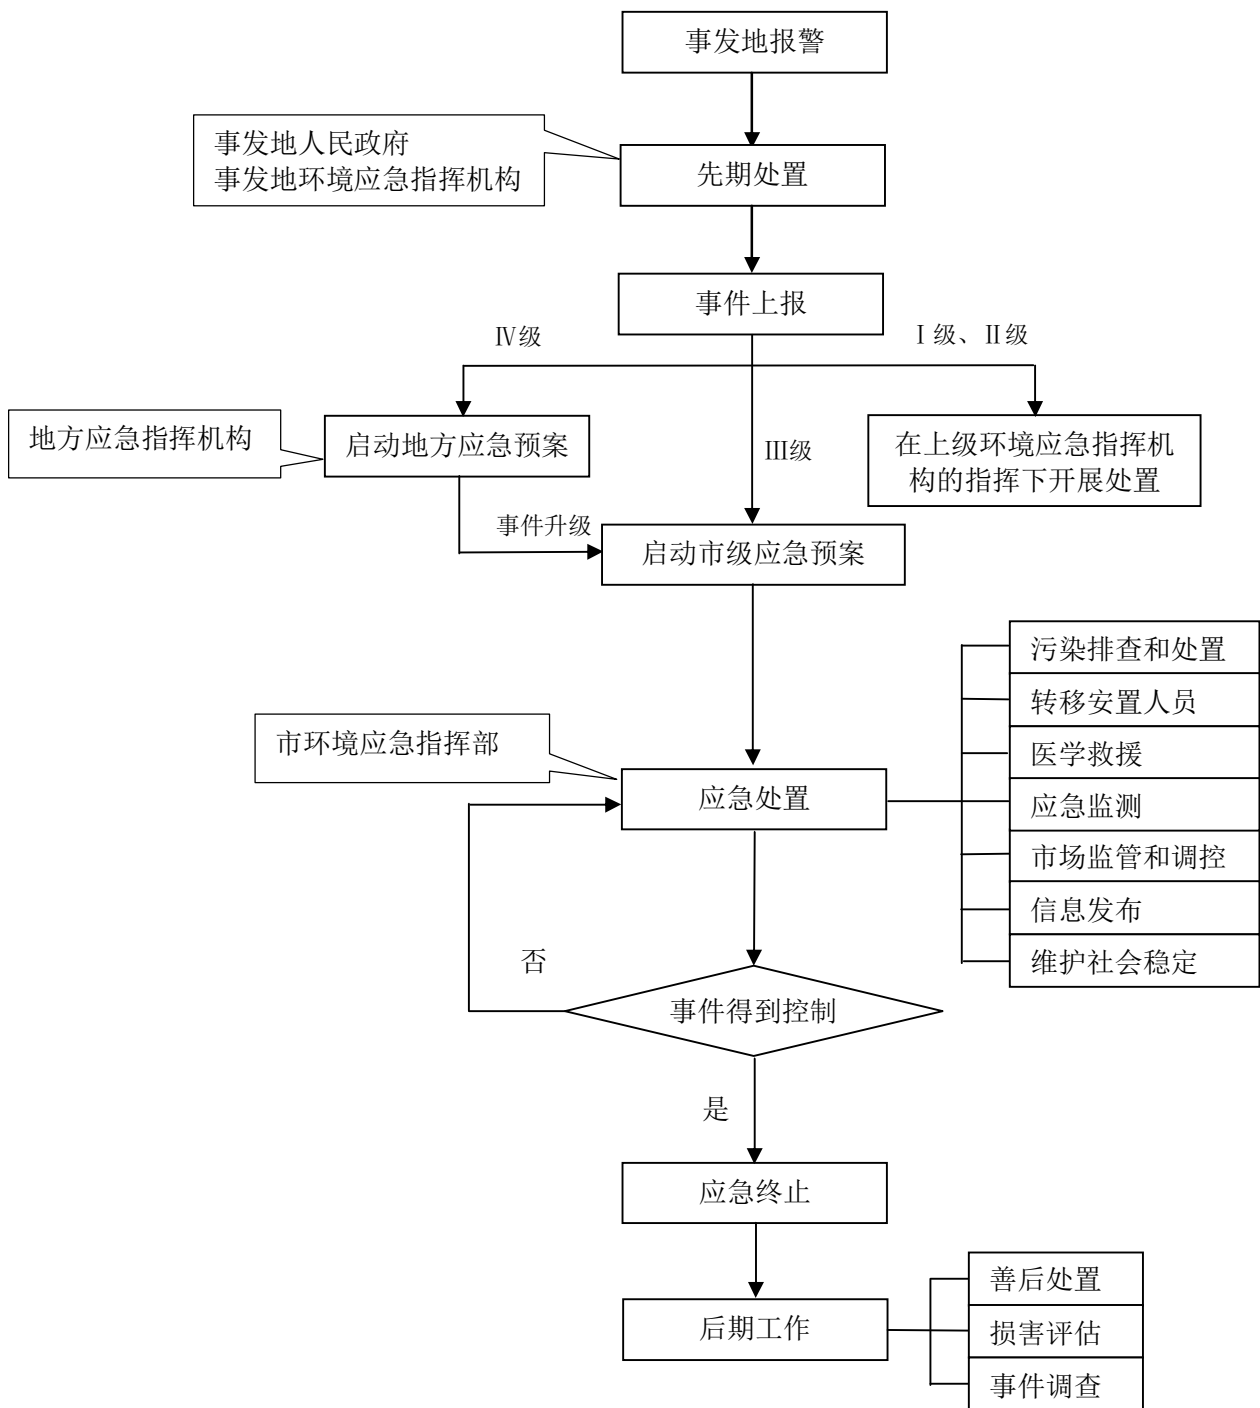 事发地报警
事发地人民政府
事发地环境应急指挥机构
先期处置
事件上报
Ⅳ级
Ⅰ级、Ⅱ级
地方应急指挥机构
启动地方应急预案
Ⅲ级
在上级环境应急指挥机
构的指挥下开展处置
事件升级
启动市级应急预案
污染排查和处置
转移安置人员
医学救援
市环境应急指挥部
应急处置
应急监测
市场监管和调控
信息发布
维护社会稳定
否
事件得到控制
是
应急终止
善后处置
后期工作
损害评估
事件调查